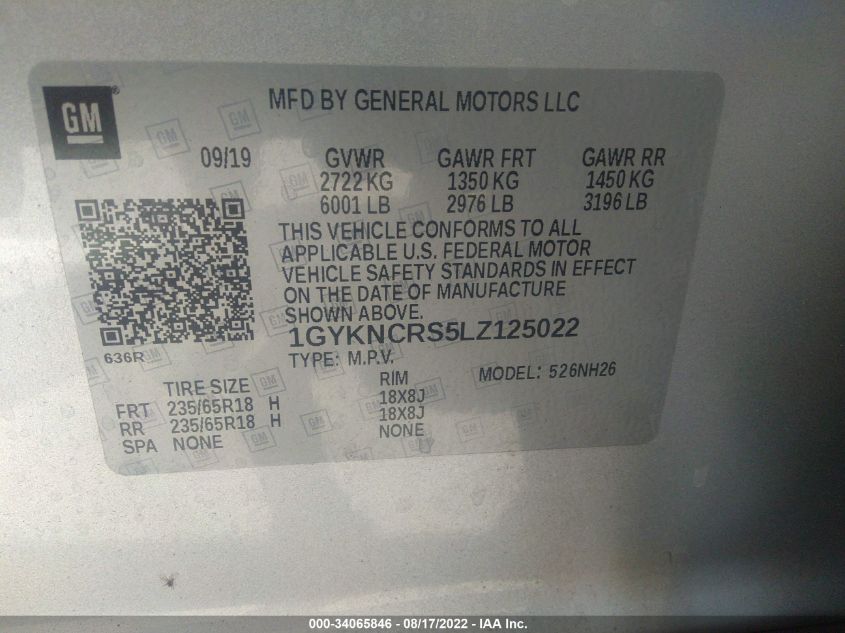 GM
MFD BY GENERAL MOTORS LLC
09/19 GVWR GAWR FRT GAWR RR
2722 KG 1350 KG 1450 KG
6001 LB 2976 LB 3196 LB
THIS VEHICLE CONFORMS TO ALL
APPLICABLE U.S. FEDERAL MOTOR
VEHICLE SAFETY STANDARDS IN EFFECT
ON THE DATE OF MANUFACTURE
SHOWN ABOVE.
1GYKNCRS5LZ125022
636R
TYPE: M.P.V.
MODEL: 526NH26
TIRE SIZE RIM
FRT 235/65R18 H 18X8J
RR 235/65R18 H 18X8J
SPA NONE NONE
000-34065846 - 08/17/2022 - IAA Inc.